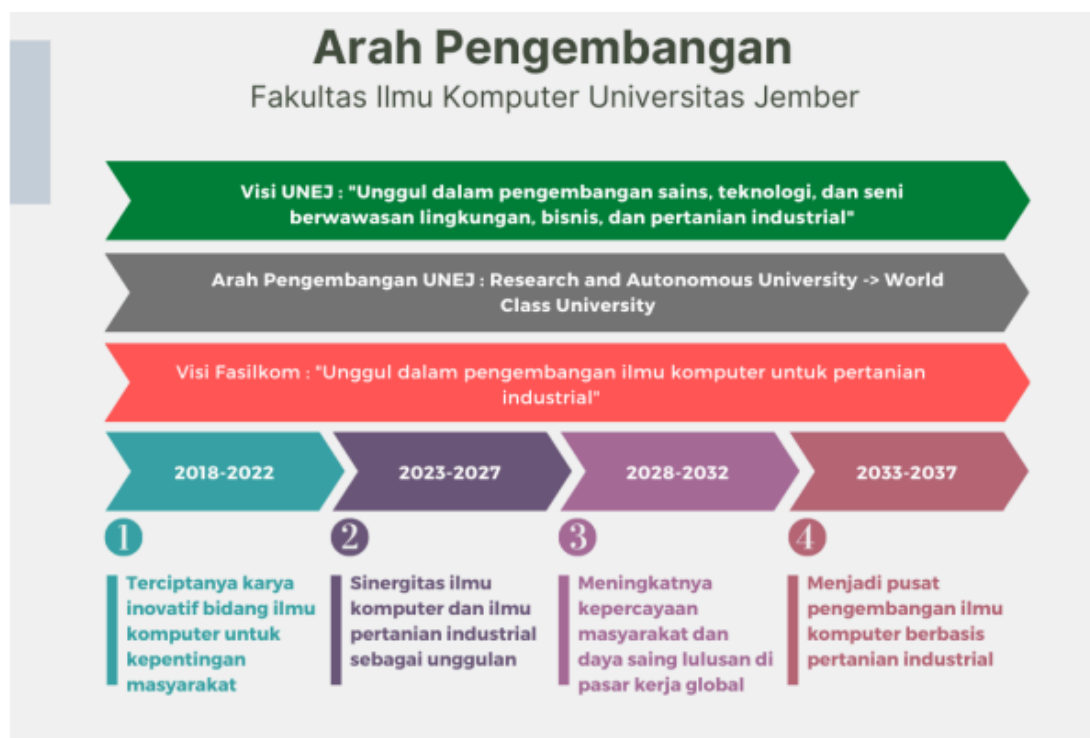 Arah Pengembangan
Fakultas Ilmu Komputer Universitas Jember
Visi UNEJ : "Unggul dalam pengembangan sains, teknologi, dan seni
berwawasan lingkungan, bisnis, dan pertanian industrial"
Arah Pengembangan UNEJ : Research and Autonomous University -> World
Class University
Visi Fasilkom : "Unggul dalam pengembangan ilmu komputer untuk pertanian
industrial"
2018-2022
2023-2027
2028-2032
2033-2037
1
Terciptanya karya
inovatif bidang ilmu
komputer untuk
kepentingan
masyarakat
2
Sinergitas ilmu
komputer dan ilmu
pertanian industrial
sebagai unggulan
3
Meningkatnya
kepercayaan
masyarakat dan
daya saing lulusan di
pasar kerja global
4
Menjadi pusat
pengembangan ilmu
komputer berbasis
pertanian industrial